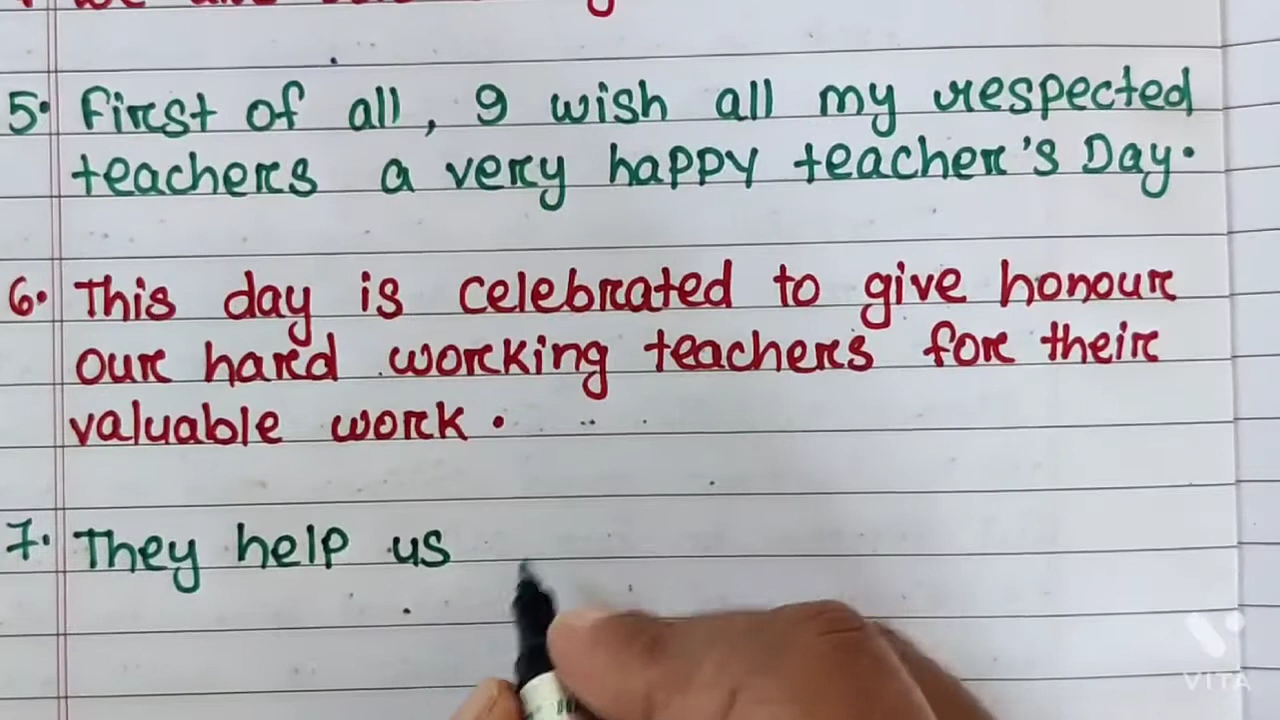 5. First of all, I wish all my respected
teachers a very happy teacher's Day.
6. This day is celebrated to give honour
our hard working teachers for their
valuable work.
7. They help us
VITA